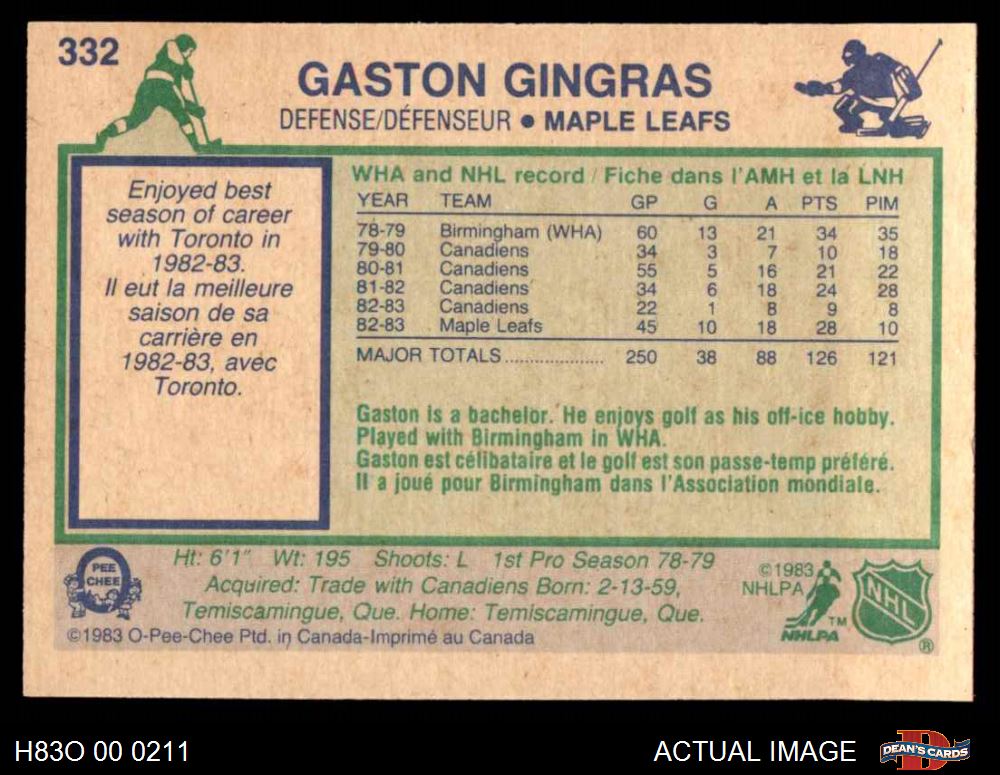 332
GASTON GINGRAS
DEFENSE/DÉFENSEUR ● MAPLE LEAFS
Enjoyed best
season of career
with Toronto in
1982-83.
Il eut la meilleure
saison de sa
carrière en
1982-83, avec
Toronto.
WHA and NHL record / Fiche dans l'AMH et la LNH
YEAR TEAM GP G A PTS PIM
78-79 Birmingham (WHA) 60 13 21 34 35
79-80 Canadiens 34 3 7 10 18
80-81 Canadiens 55 5 16 21 22
81-82 Canadiens 34 6 18 24 28
82-83 Canadiens 22 1 8 9 8
82-83 Maple Leafs 45 10 18 28 10
MAJOR TOTALS.................... 250 38 88 126 121
Gaston is a bachelor. He enjoys golf as his off-ice hobby.
Played with Birmingham in WHA.
Gaston est célibataire et le golf est son passe-temp préféré.
Il a joué pour Birmingham dans l'Association mondiale.
O
PEE
CHEE
Ht: 6'1" Wt: 195 Shoots: L 1st Pro Season 78-79
Acquired: Trade with Canadiens Born: 2-13-59,
Temiscamingue, Que. Home: Temiscamingue, Que.
©1983 O-Pee-Chee Ptd. in Canada-Imprimé au Canada
©1983
NHLPA
TM
NHLPA
NHL
®
H83O 00 0211
ACTUAL IMAGE
D
DEAN'S CARDS